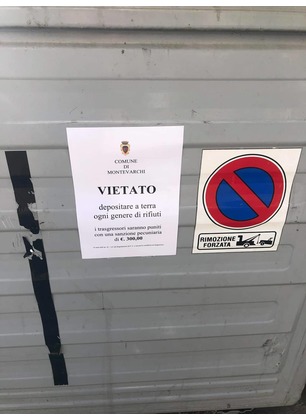 COMUNE
DI
MONTEVARCHI
VIETATO
depositare a terra
ogni genere di rifiuti
i trasgressori saranno puniti
con una sanzione pecuniaria
di €. 300,00
RIMOZIONE
FORZATA